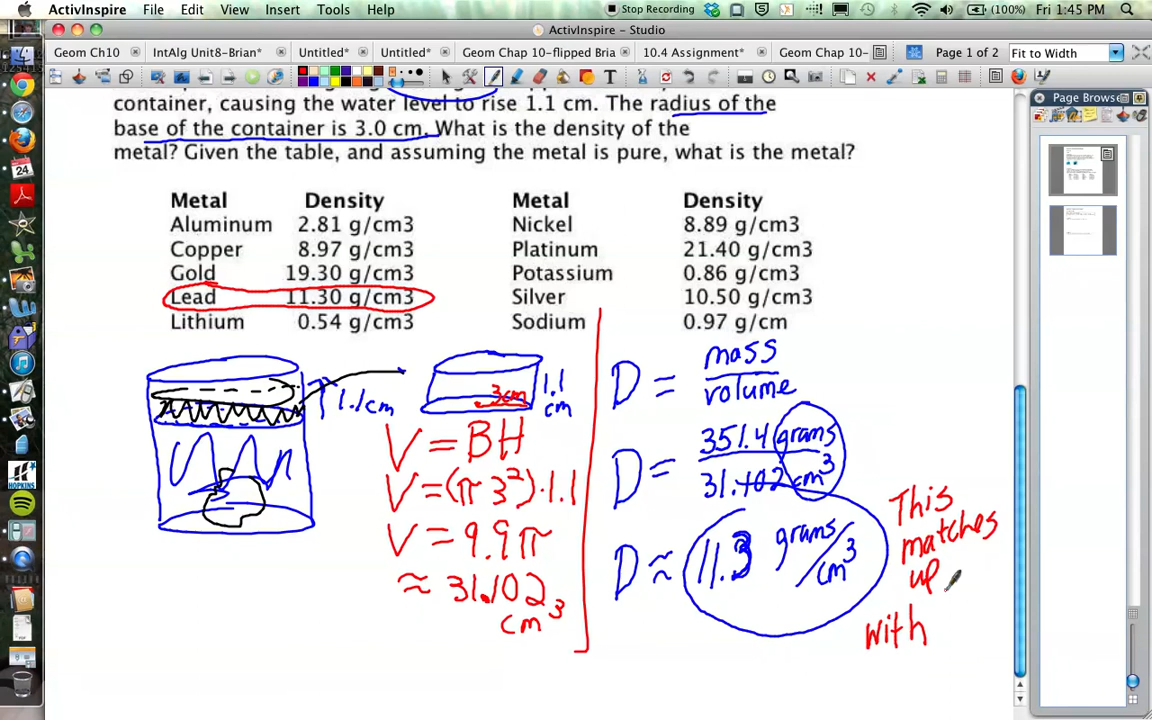 ActivInspire File Edit View Insert Tools Help Stop Recording (100%) Fri 1:45 PM
ActivInspire - Studio
Geom Ch10 IntAlg Unit8-Brian* Untitled* Untitled* Geom Chap 10-flipped Bria 10.4 Assignment* Geom Chap 10- Page 1 of 2 Fit to Width
Page Brows
container, causing the water level to rise 1.1 cm. The radius of the
base of the container is 3.0 cm. What is the density of the
metal? Given the table, and assuming the metal is pure, what is the metal?
Metal Density Metal Density
Aluminum 2.81 g/cm3 Nickel 8.89 g/cm3
Copper 8.97 g/cm3 Platinum 21.40 g/cm3
Gold 19.30 g/cm3 Potassium 0.86 g/cm3
Lead 11.30 g/cm3 Silver 10.50 g/cm3
Lithium 0.54 g/cm3 Sodium 0.97 g/cm
1.1cm
3cm
1.1
cm
V = BH
V = (π 3²) · 1.1
V = 9.9π
≈ 31.102
cm³
D = mass
volume
D = 351.4 grams
31.102 cm³
D ≈ 11.3 grams/cm³
This
matches
up
with
24
HOPKINS